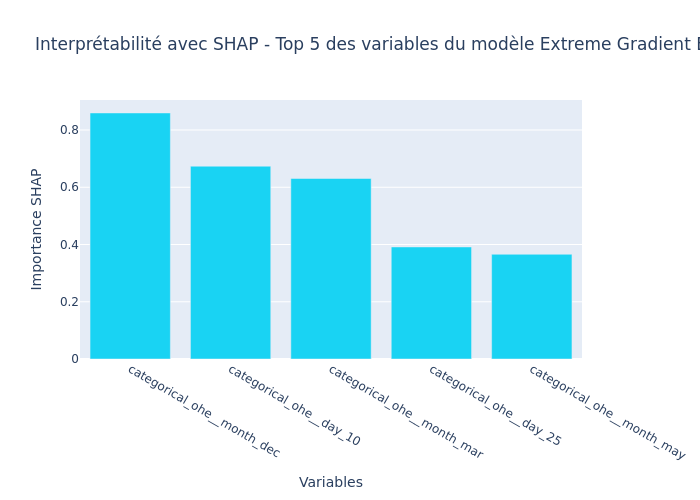 Interprétabilité avec SHAP - Top 5 des variables du modèle Extreme Gradient
Importance SHAP
0.8
0.6
0.4
0.2
0
categorical_ohe__month_dec
categorical_ohe__day_10
categorical_ohe__month_mar
categorical_ohe__day_25
categorical_ohe__month_may
Variables